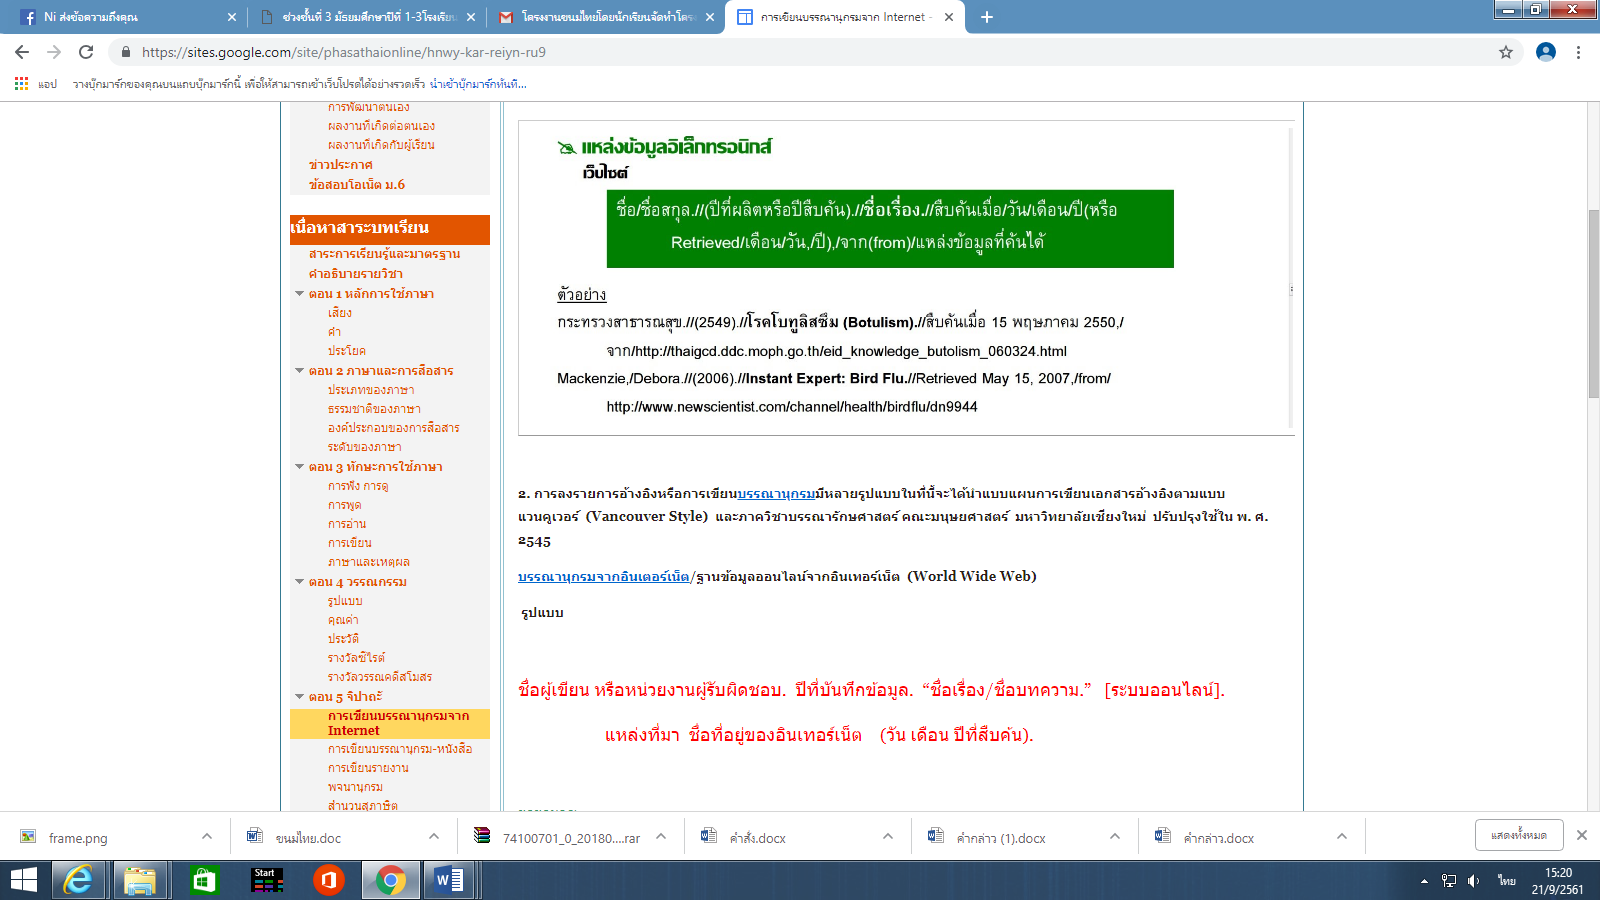 Ni ส่งข้อความถึงคุณ
ช่วงชั้นที่ 3 มัธยมศึกษาปีที่ 1-3โรงเรียน
โครงงานขนมไทยโดยนักเรียนจัดทำโคร
การเขียนบรรณานุกรมจาก Internet -
https://sites.google.com/site/phasathaionline/hnwy-kar-reiyn-ru9
แอป วางบุ๊กมาร์กของคุณบนแถบบุ๊กมาร์กนี้ เพื่อให้สามารถเข้าเว็บโปรดได้อย่างรวดเร็ว นำเข้าบุ๊กมาร์กทันที...
การพัฒนาตนเอง
ผลงานที่เกิดต่อตนเอง
ผลงานที่เกิดกับผู้เรียน
ข่าวประกาศ
ข้อสอบโอเน็ต ม.6
เนื้อหาสาระบทเรียน
สาระการเรียนรู้และมาตรฐาน
คำอธิบายรายวิชา
ตอน 1 หลักการใช้ภาษา
เสียง
คำ
ประโยค
ตอน 2 ภาษาและการสื่อสาร
ประเภทของภาษา
ธรรมชาติของภาษา
องค์ประกอบของการสื่อสาร
ระดับของภาษา
ตอน 3 ทักษะการใช้ภาษา
การฟัง การดู
การพูด
การอ่าน
การเขียน
ภาษาและเหตุผล
ตอน 4 วรรณกรรม
รูปแบบ
คุณค่า
ประวัติ
รางวัลซีไรต์
รางวัลวรรณคดีสโมสร
ตอน 5 จิปาถะ
การเขียนบรรณานุกรมจาก
Internet
การเขียนบรรณานุกรม-หนังสือ
การเขียนรายงาน
พจนานุกรม
สำนวนสุภาษิต
แหล่งข้อมูลอิเล็กทรอนิกส์
เว็บไซต์
ชื่อ/ชื่อสกุล.//(ปีที่ผลิตหรือปีสืบค้น).//ชื่อเรื่อง.//สืบค้นเมื่อ/วัน/เดือน/ปี(หรือ
Retrieved/เดือน/วัน,/ปี),/จาก(from)/แหล่งข้อมูลที่ค้นได้
ตัวอย่าง
กระทรวงสาธารณสุข.//(2549).//โรคโบทูลิสซึม (Botulism).//สืบค้นเมื่อ 15 พฤษภาคม 2550,/
จาก/http://thaigcd.ddc.moph.go.th/eid_knowledge_butolism_060324.html
Mackenzie,/Debora.//(2006).//Instant Expert: Bird Flu.//Retrieved May 15, 2007,/from/
http://www.newscientist.com/channel/health/birdflu/dn9944
2. การลงรายการอ้างอิงหรือการเขียนบรรณานุกรมมีหลายรูปแบบในที่นี้จะได้นำแบบแผนการเขียนเอกสารอ้างอิงตามแบบ
แวนคูเวอร์ (Vancouver Style) และภาควิชาบรรณารักษศาสตร์ คณะมนุษยศาสตร์ มหาวิทยาลัยเชียงใหม่ ปรับปรุงใช้ใน พ. ศ.
2545
บรรณานุกรมจากอินเตอร์เน็ต/ฐานข้อมูลออนไลน์จากอินเทอร์เน็ต (World Wide Web)
รูปแบบ
ชื่อผู้เขียน หรือหน่วยงานผู้รับผิดชอบ. ปีที่บันทึกข้อมูล. “ชื่อเรื่อง/ชื่อบทความ.” [ระบบออนไลน์].
แหล่งที่มา ชื่อที่อยู่ของอินเทอร์เน็ต (วัน เดือน ปีที่สืบค้น).
frame.png
ขนมไทย.doc
74100701_0_20180....rar
คำสั่ง.docx
คำกล่าว (1).docx
คำกล่าว.docx
แสดงทั้งหมด
Start
ไทย
15:20
21/9/2561